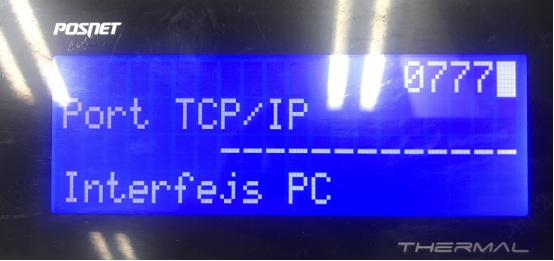 POSNET
0777
Port TCP/IP
------------
Interfejs PC
THERMAL